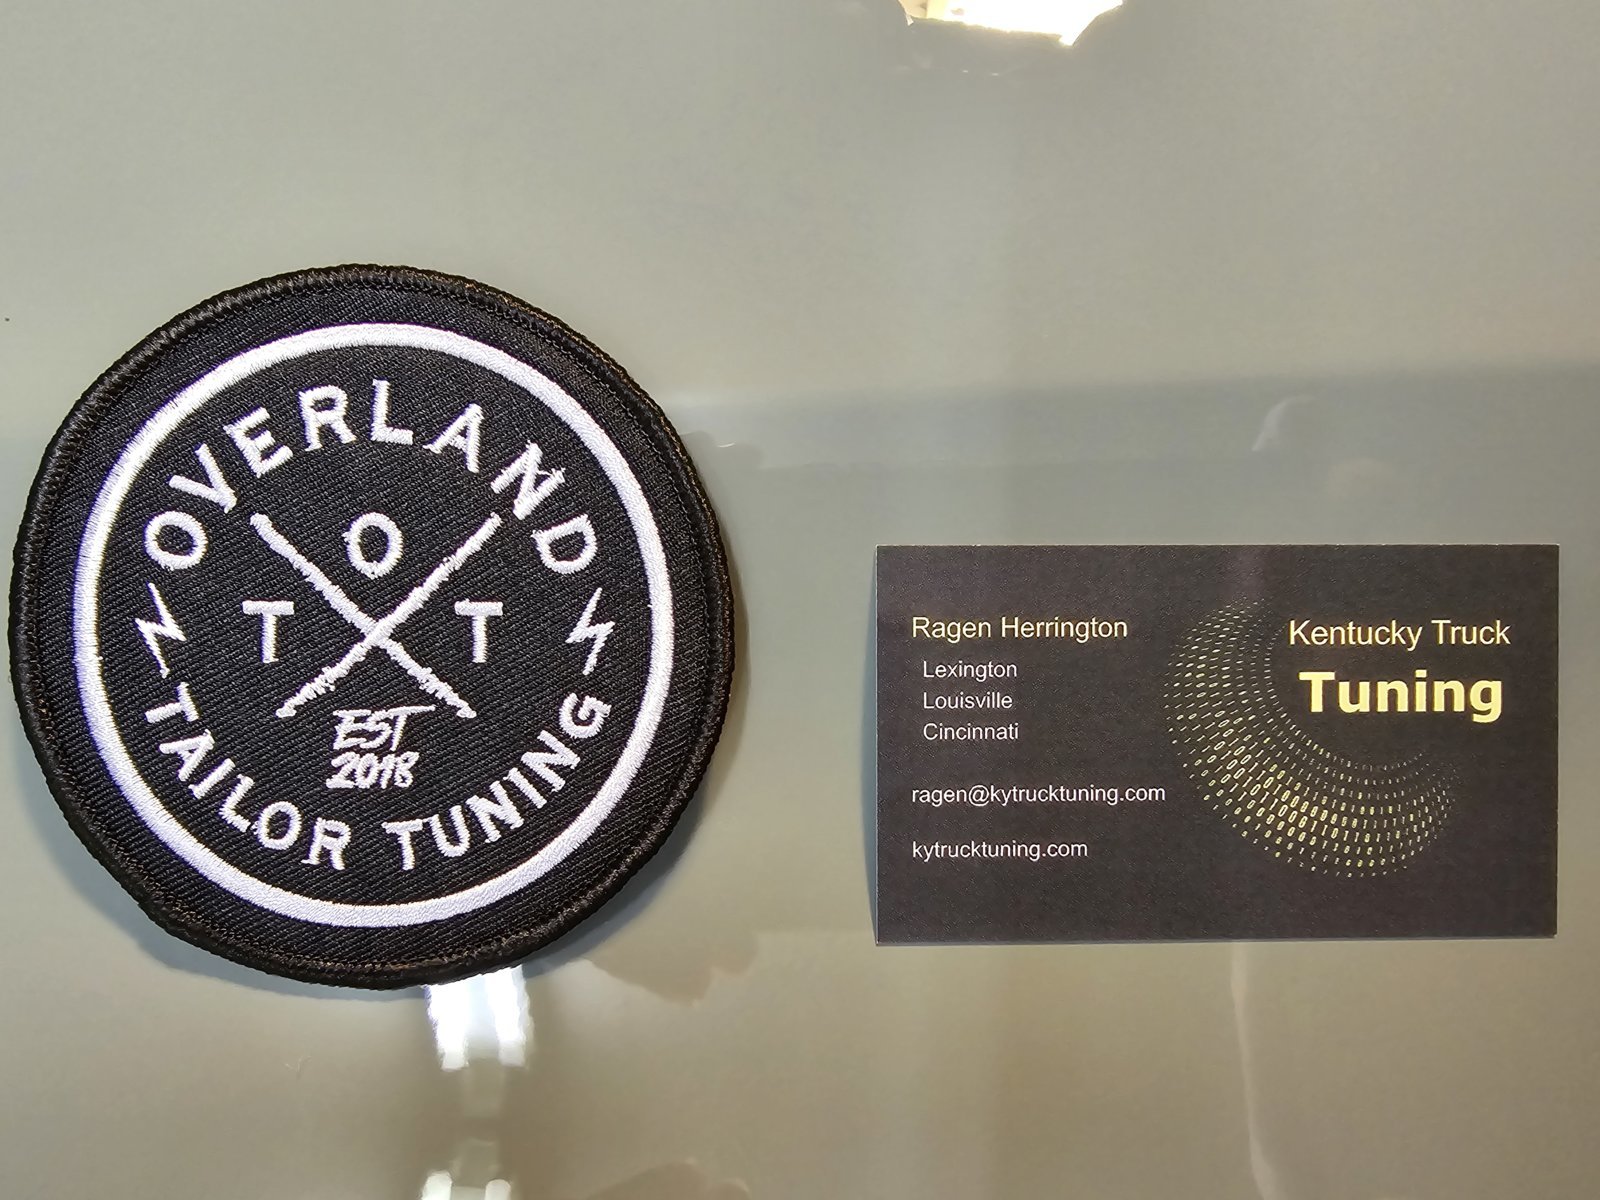 OVERLAND
O
T T
EST
2018
TAILOR TUNING
Ragen Herrington
Lexington
Louisville
Cincinnati
ragen@kytrucktuning.com
kytrucktuning.com
Kentucky Truck
Tuning